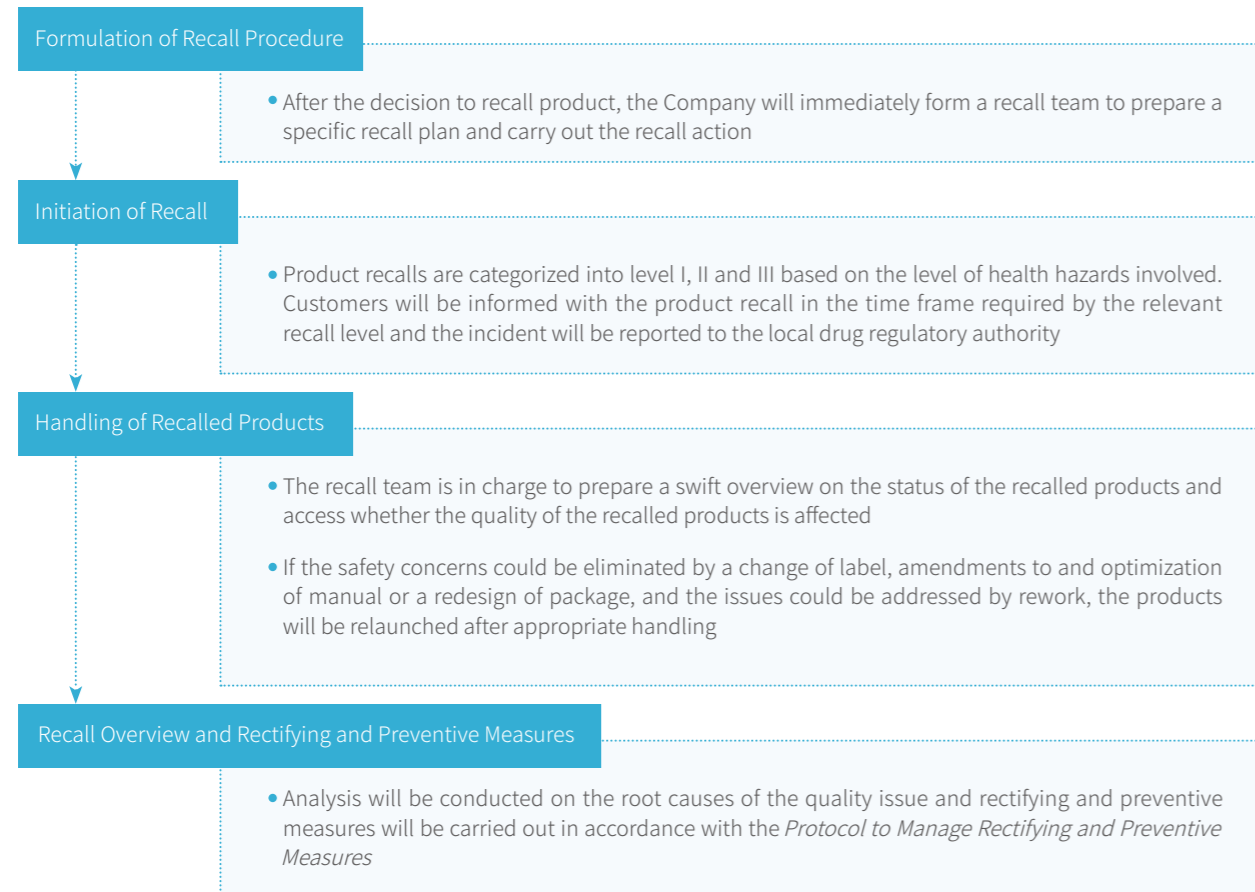 Formulation of Recall Procedure
• After the decision to recall product, the Company will immediately form a recall team to prepare a
specific recall plan and carry out the recall action
Initiation of Recall
• Product recalls are categorized into level I, II and III based on the level of health hazards involved.
Customers will be informed with the product recall in the time frame required by the relevant
recall level and the incident will be reported to the local drug regulatory authority
Handling of Recalled Products
• The recall team is in charge to prepare a swift overview on the status of the recalled products and
access whether the quality of the recalled products is affected
• If the safety concerns could be eliminated by a change of label, amendments to and optimization
of manual or a redesign of package, and the issues could be addressed by rework, the products
will be relaunched after appropriate handling
Recall Overview and Rectifying and Preventive Measures
• Analysis will be conducted on the root causes of the quality issue and rectifying and preventive
measures will be carried out in accordance with the Protocol to Manage Rectifying and Preventive
Measures